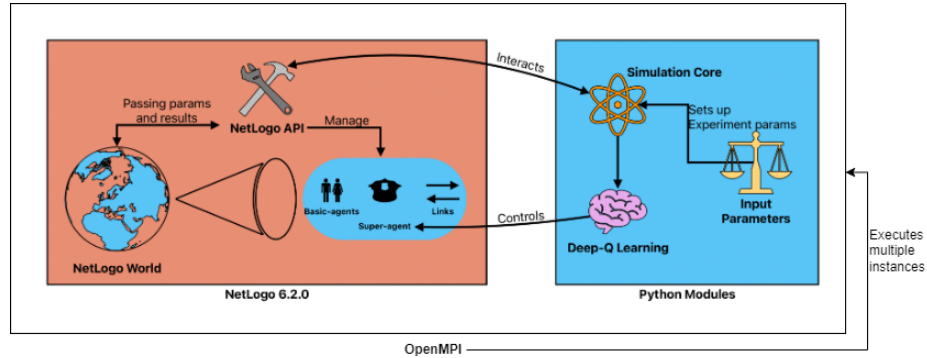 Interacts
Simulation Core
Passing params
and results
NetLogo API
Manage
Sets up
Experiment params
Basic-agents
Links
Super-agent
Controls
Input
Parameters
Deep-Q Learning
NetLogo World
NetLogo 6.2.0
Python Modules
Executes
multiple
instances
OpenMPI